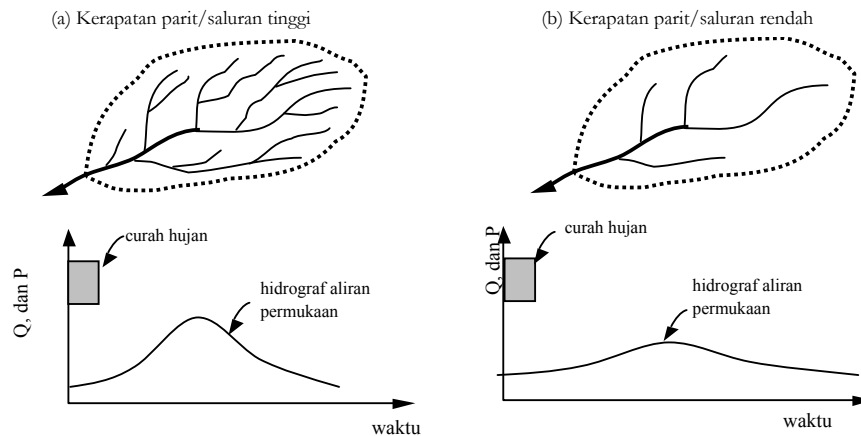 (a) Kerapatan parit/saluran tinggi
(b) Kerapatan parit/saluran rendah
curah hujan
Q, dan P
hidrograf aliran
permukaan
waktu
curah hujan
Q, dan P
hidrograf aliran
permukaan
waktu